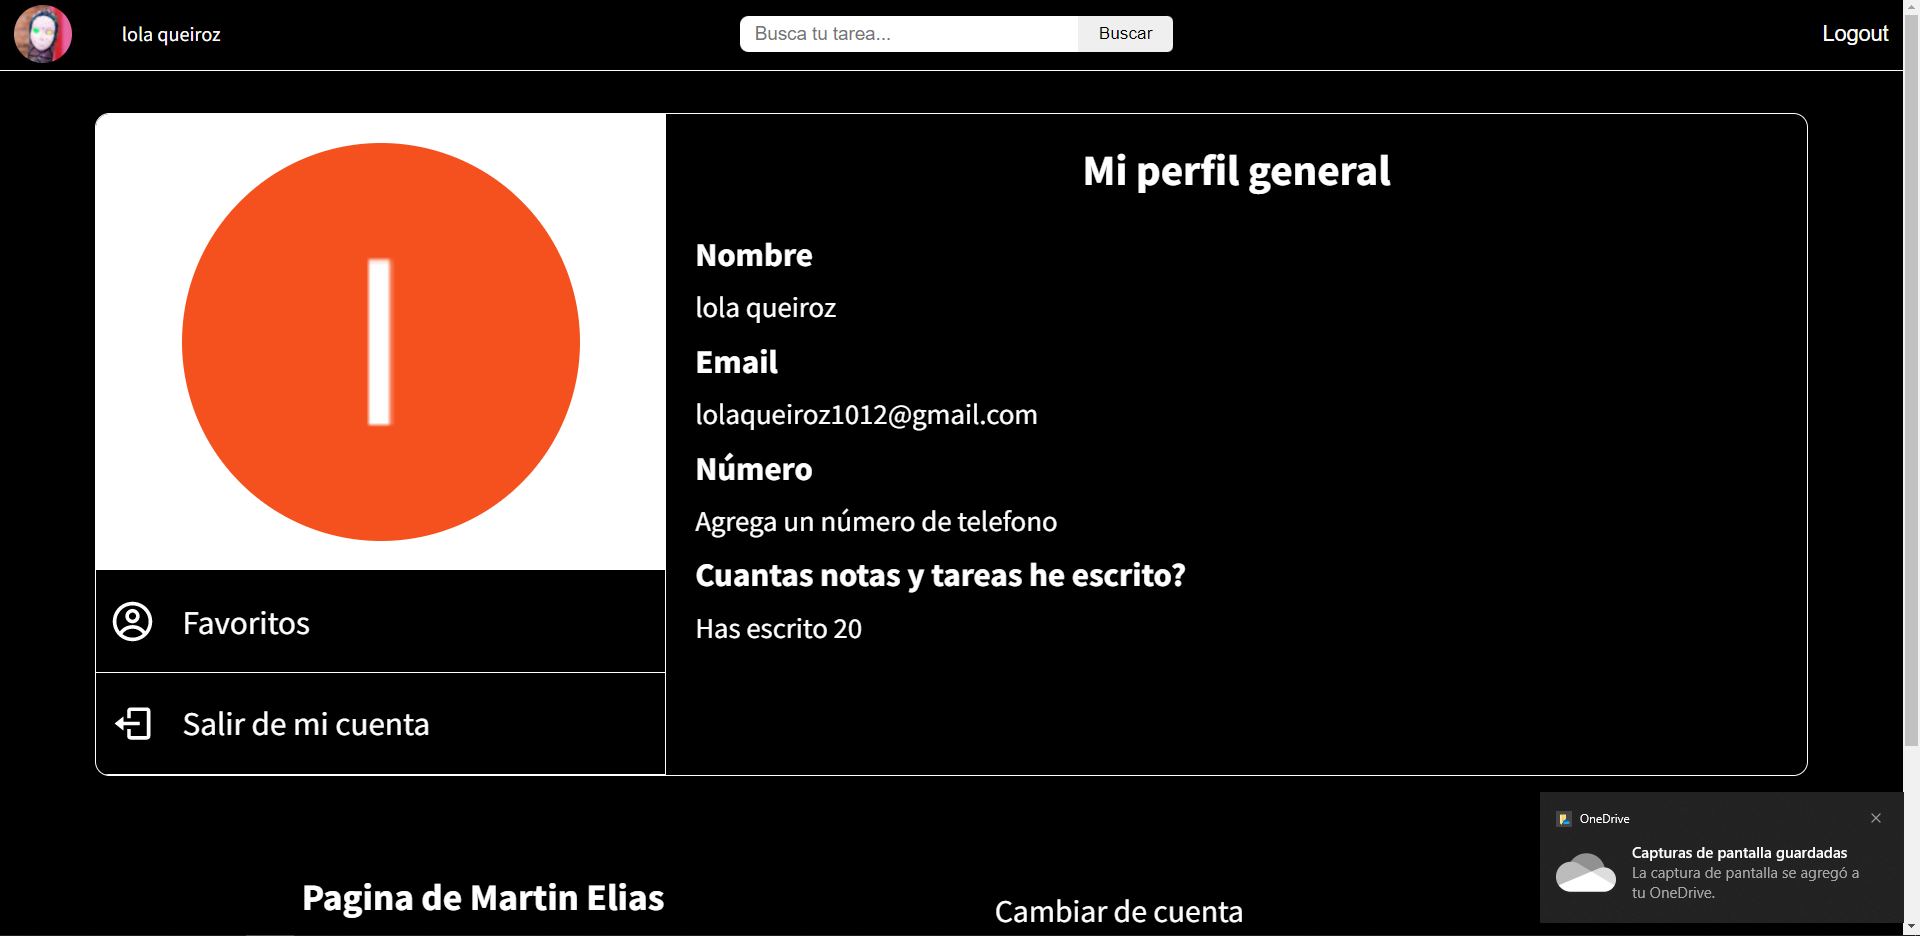 lola queiroz
Busca tu tarea...
Buscar
Logout
l
Favoritos
Salir de mi cuenta
Mi perfil general
Nombre
lola queiroz
Email
lolaqueiroz1012@gmail.com
Número
Agrega un número de telefono
Cuantas notas y tareas he escrito?
Has escrito 20
Pagina de Martin Elias
Cambiar de cuenta
OneDrive
Capturas de pantalla guardadas
La captura de pantalla se agregó a
tu OneDrive.